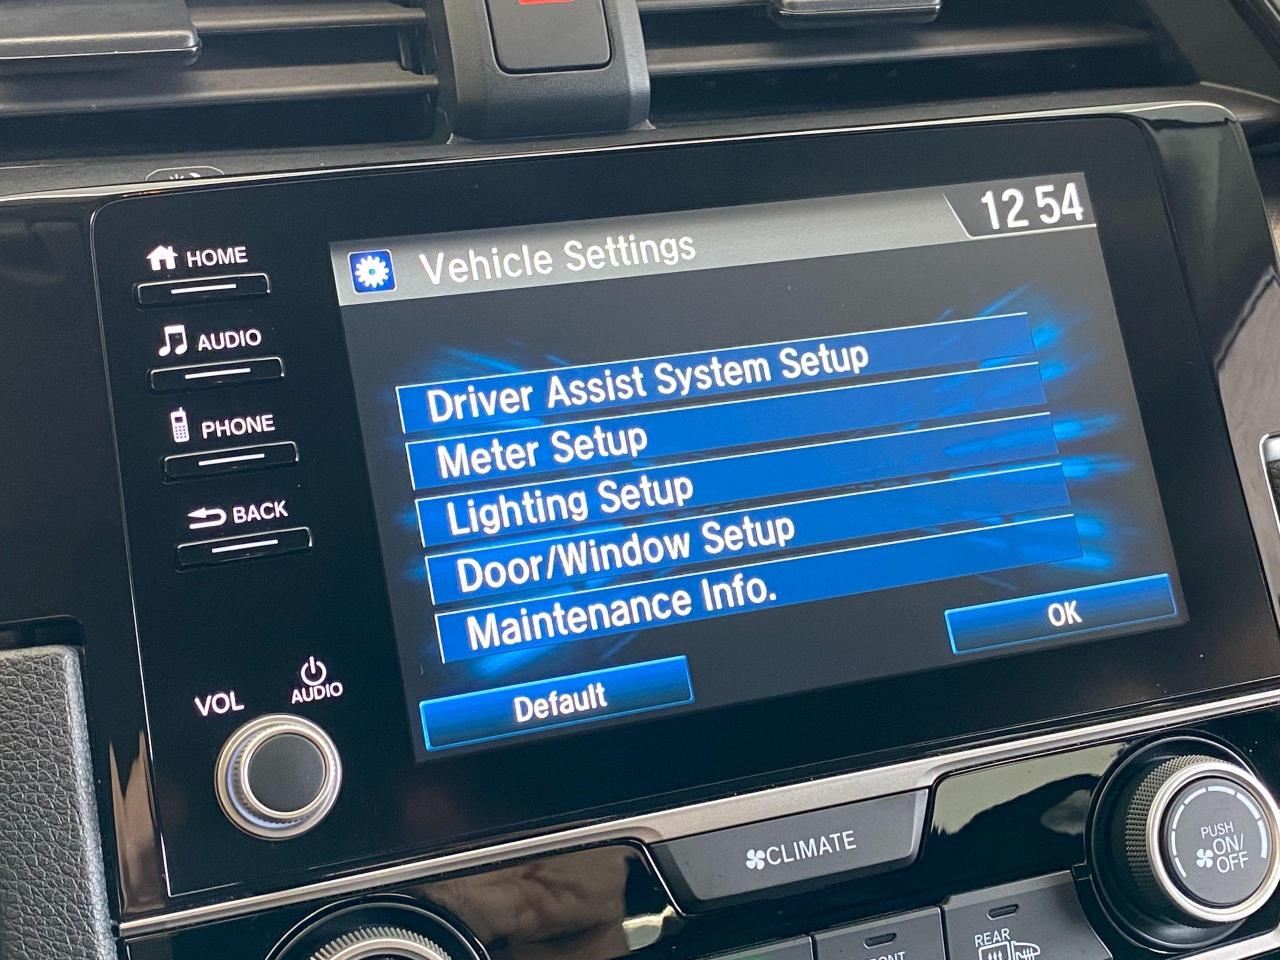 HOME
AUDIO
PHONE
BACK
VOL
AUDIO
Vehicle Settings
12 54
Driver Assist System Setup
Meter Setup
Lighting Setup
Door/Window Setup
Maintenance Info.
Default
OK
CLIMATE
PUSH
ON/
OFF
REAR